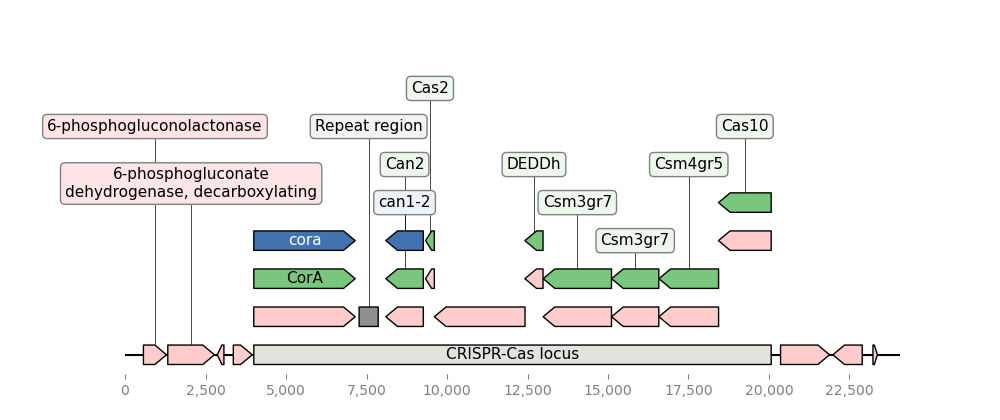 Cas2
6-phosphogluconolactonase
Repeat region
Cas10
6-phosphogluconate
dehydrogenase, decarboxylating
Can2
DEDDh
Csm4gr5
can1-2
Csm3gr7
cora
Csm3gr7
CorA
CRISPR-Cas locus
0 2,500 5,000 7,500 10,000 12,500 15,000 17,500 20,000 22,500